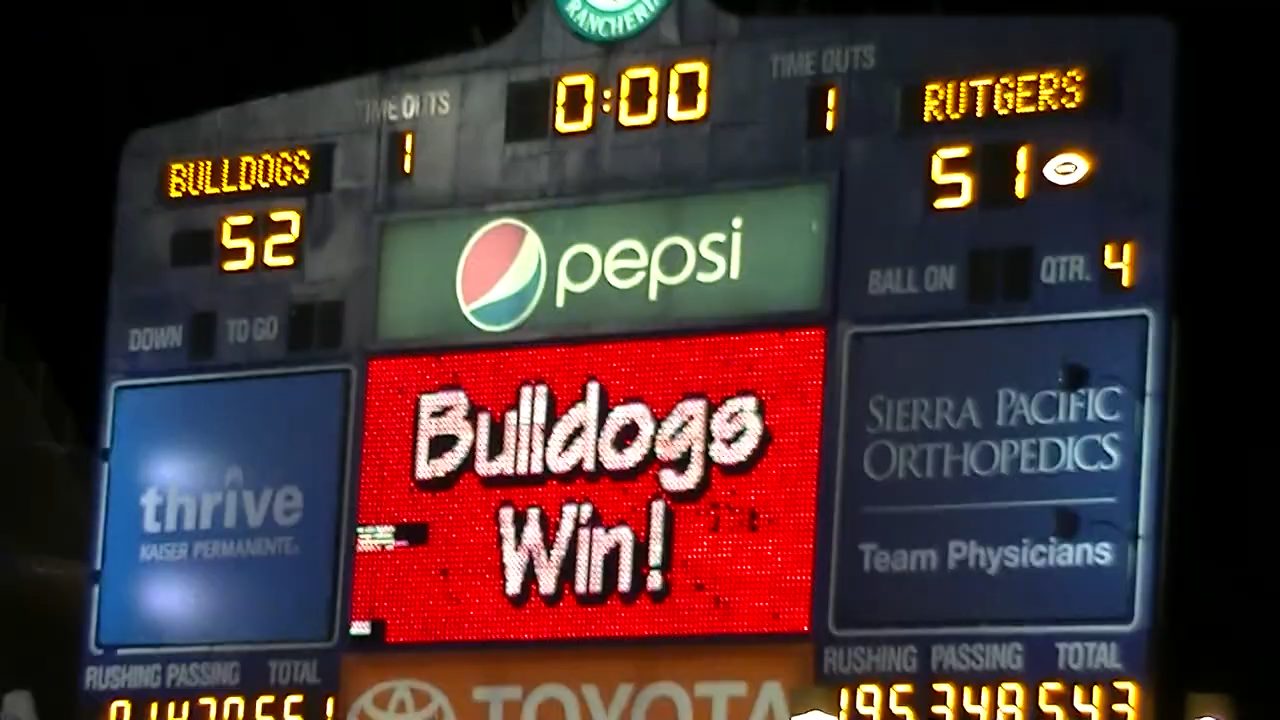 RANCHERIA
TIME OUTS
0:00
TIME OUTS
1
1
RUTGERS
BULLDOGS
51
52
pepsi
BALL ON
QTR. 4
DOWN
TO GO
Bulldogs
Win!
thrive
KAISER PERMANENTE®
SIERRA PACIFIC
ORTHOPEDICS
Team Physicians
RUSHING PASSING TOTAL
RUSHING PASSING TOTAL
TOYOTA
195 348 543